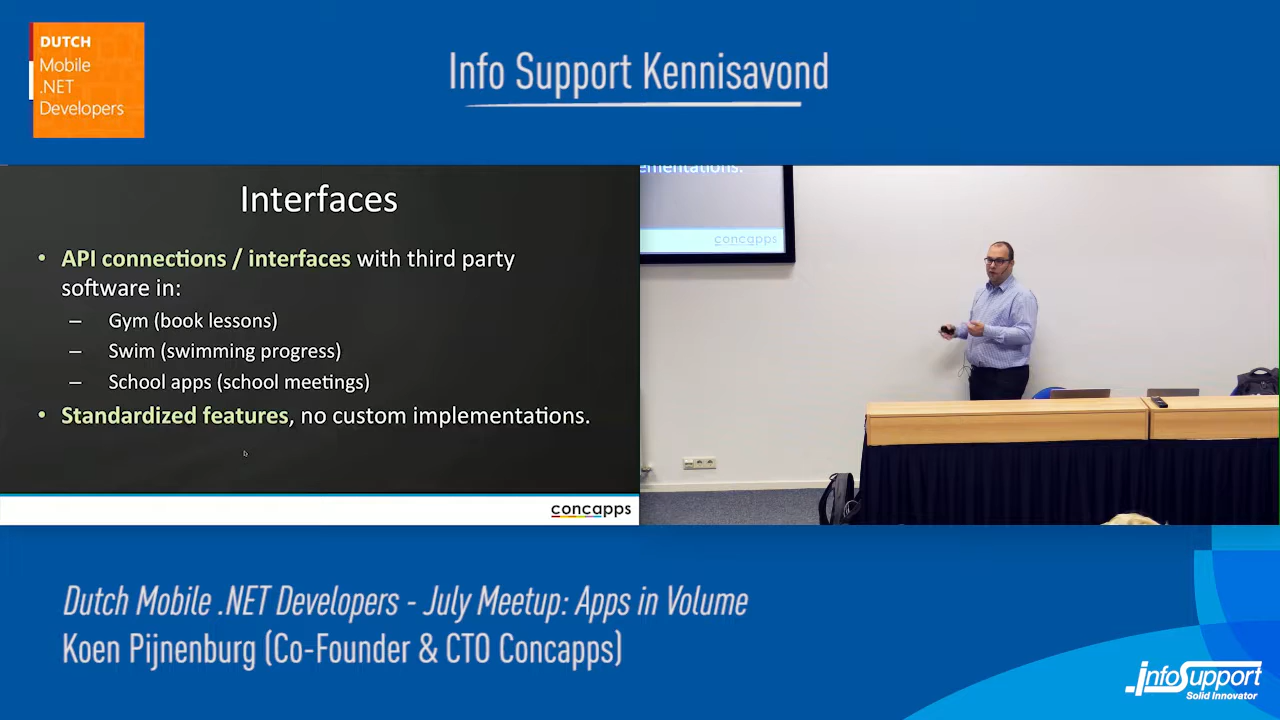 DUTCH
Mobile
.NET
Developers
Info Support Kennisavond
Interfaces
• API connections / interfaces with third party
software in:
– Gym (book lessons)
– Swim (swimming progress)
– School apps (school meetings)
• Standardized features, no custom implementations.
concapps
ementations.
concapps
Dutch Mobile .NET Developers - July Meetup: Apps in Volume
Koen Pijnenburg (Co-Founder & CTO Concapps)
InfoSupport
Solid Innovator